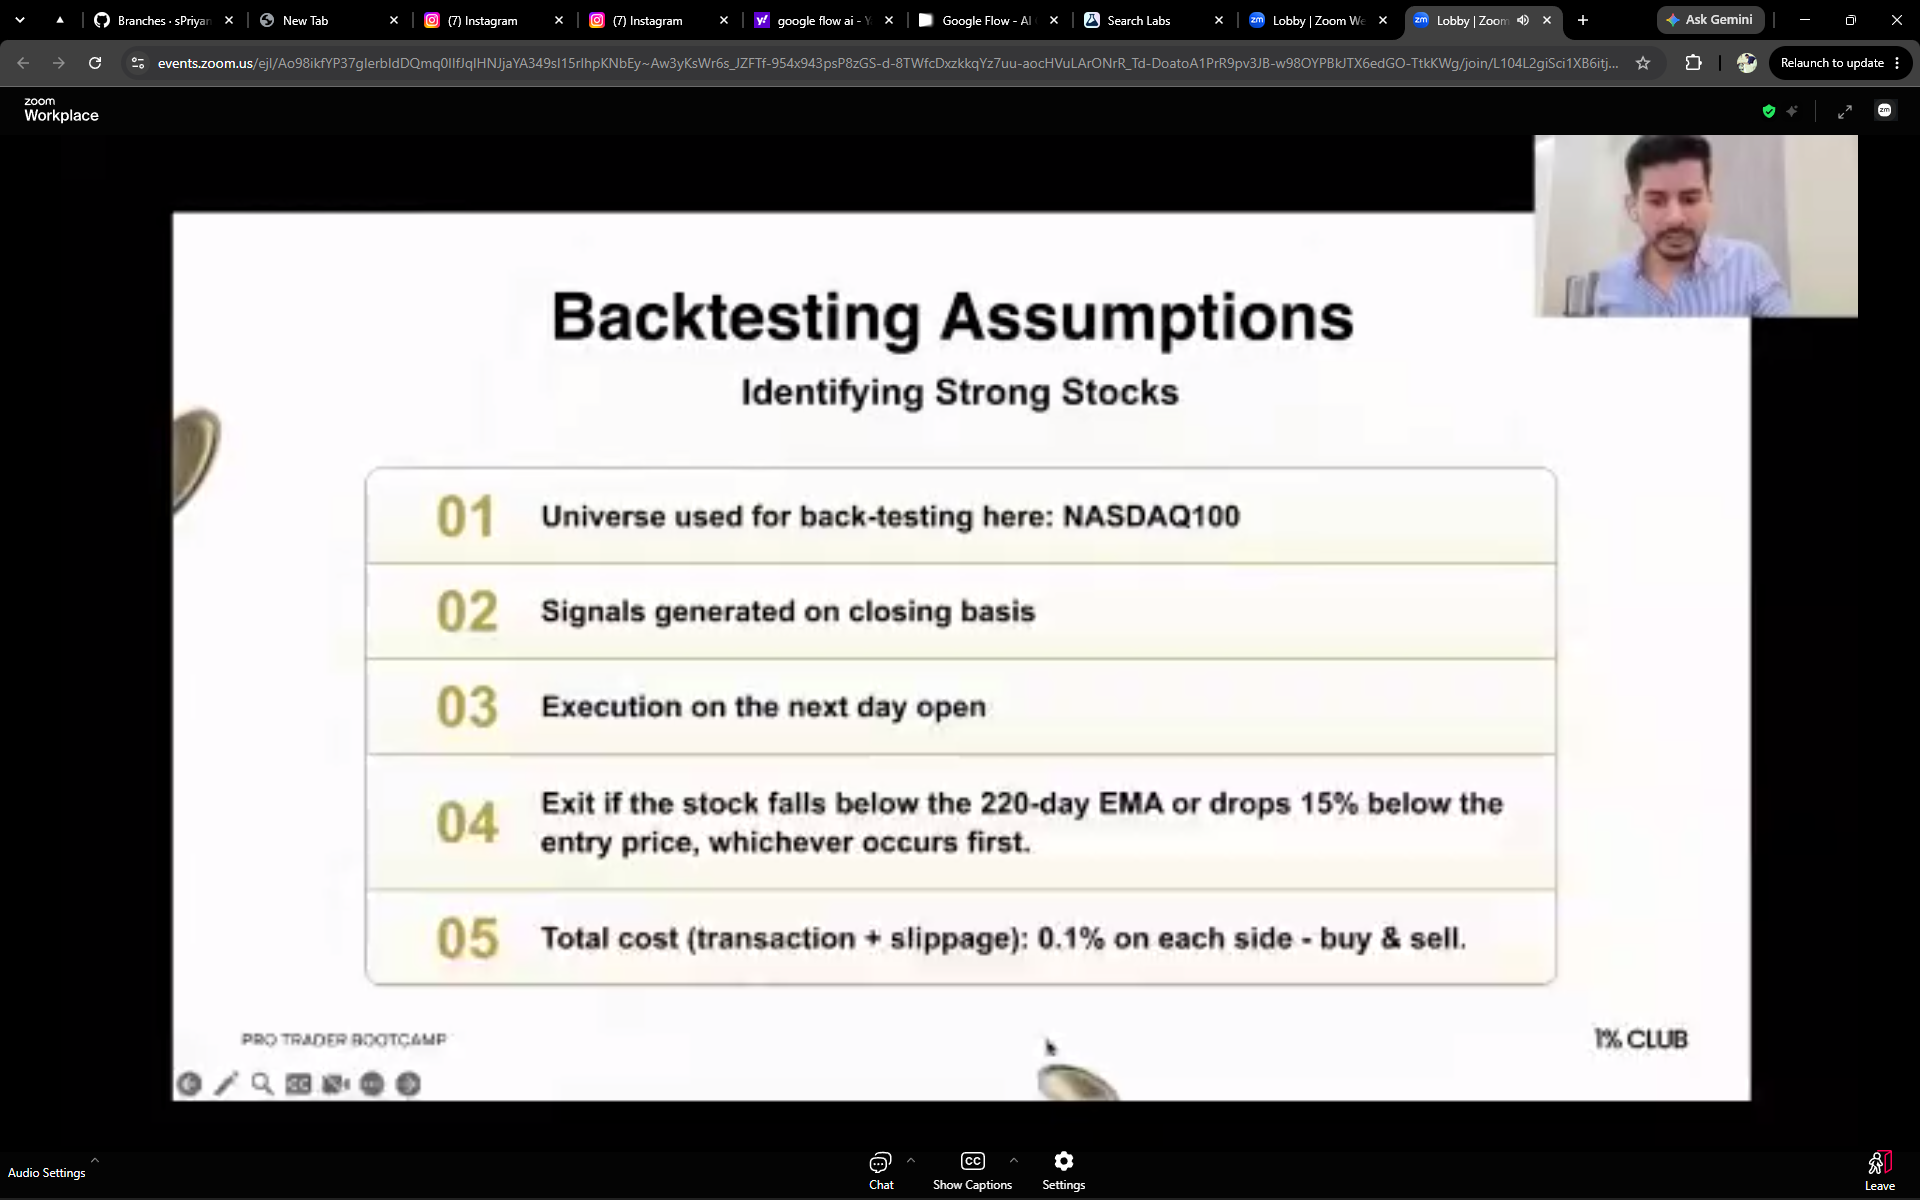 Branches · sPriyan
New Tab
(7) Instagram
(7) Instagram
google flow ai - Y
Google Flow - AI
Search Labs
Lobby | Zoom We
Lobby | Zoom
Ask Gemini
Relaunch to update
zoom
Workplace
Backtesting Assumptions
Identifying Strong Stocks
01 Universe used for back-testing here: NASDAQ100
02 Signals generated on closing basis
03 Execution on the next day open
04 Exit if the stock falls below the 220-day EMA or drops 15% below the
entry price, whichever occurs first.
05 Total cost (transaction + slippage): 0.1% on each side - buy & sell.
PRO TRADER BOOTCAMP
1% CLUB
Audio Settings
Chat
CC
Show Captions
Settings
Leave